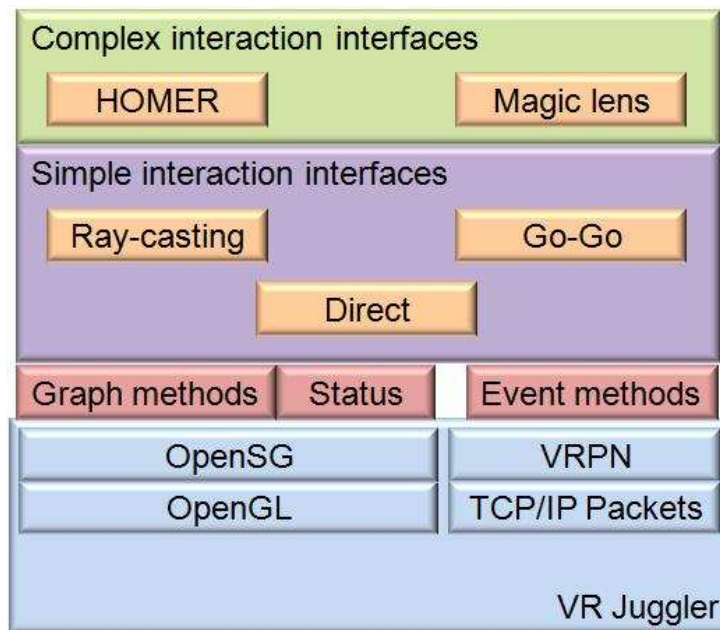 Complex interaction interfaces
HOMER Magic lens
Simple interaction interfaces
Ray-casting Go-Go
Direct
Graph methods Status Event methods
OpenSG VRPN
OpenGL TCP/IP Packets
VR Juggler